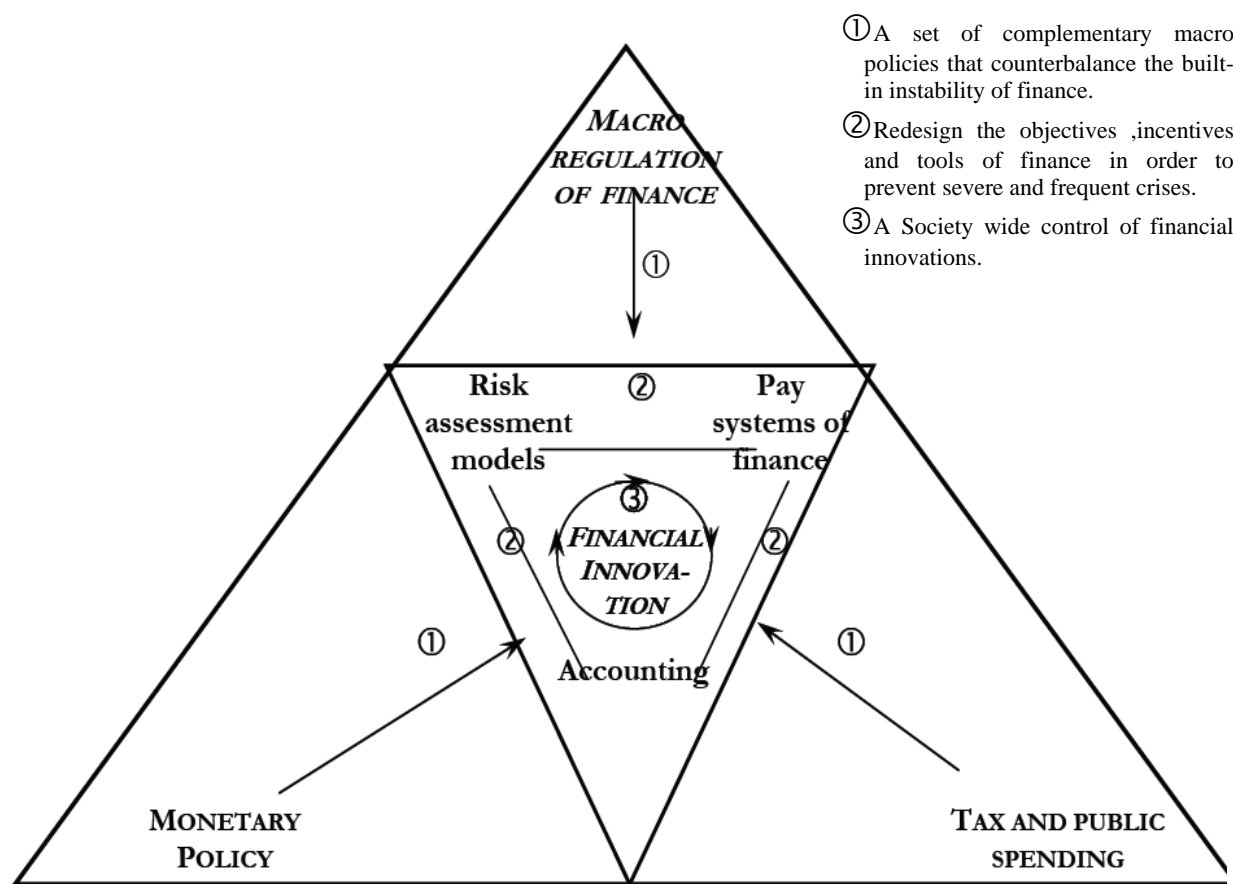 ①A set of complementary macro
policies that counterbalance the built-
in instability of finance.
②Redesign the objectives ,incentives
and tools of finance in order to
prevent severe and frequent crises.
③A Society wide control of financial
innovations.
MACRO
REGULATION
OF FINANCE
①
Risk
assessment
models
②
Pay
systems of
finance
③
②
FINANCIAL
INNOVA-
TION
②
①
Accounting
①
MONETARY
POLICY
TAX AND PUBLIC
SPENDING